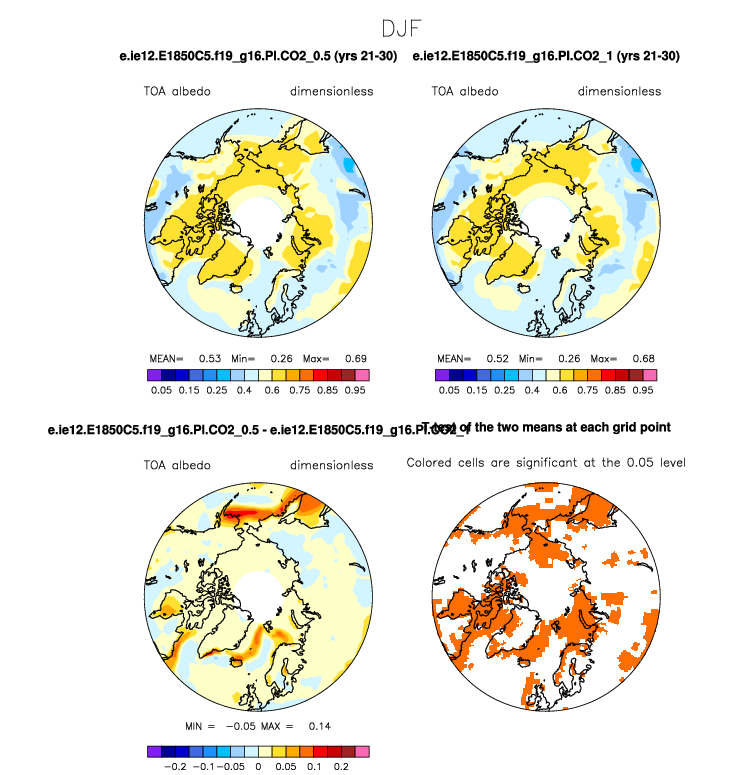 DJF
e.ie12.E1850C5.f19_g16.PI.CO2_0.5 (yrs 21-30) e.ie12.E1850C5.f19_g16.PI.CO2_1 (yrs 21-30)
TOA albedo dimensionless TOA albedo dimensionless
MEAN= 0.53 Min= 0.26 Max= 0.69 MEAN= 0.52 Min= 0.26 Max= 0.68
0.05 0.15 0.25 0.4 0.6 0.75 0.85 0.95 0.05 0.15 0.25 0.4 0.6 0.75 0.85 0.95
e.ie12.E1850C5.f19_g16.PI.CO2_0.5 - e.ie12.E1850C5.f19_g16.PI.CO2_1 T-test of the two means at each grid point
TOA albedo dimensionless Colored cells are significant at the 0.05 level
MIN = -0.05 MAX = 0.14
-0.2 -0.1 -0.05 0 0.05 0.1 0.2